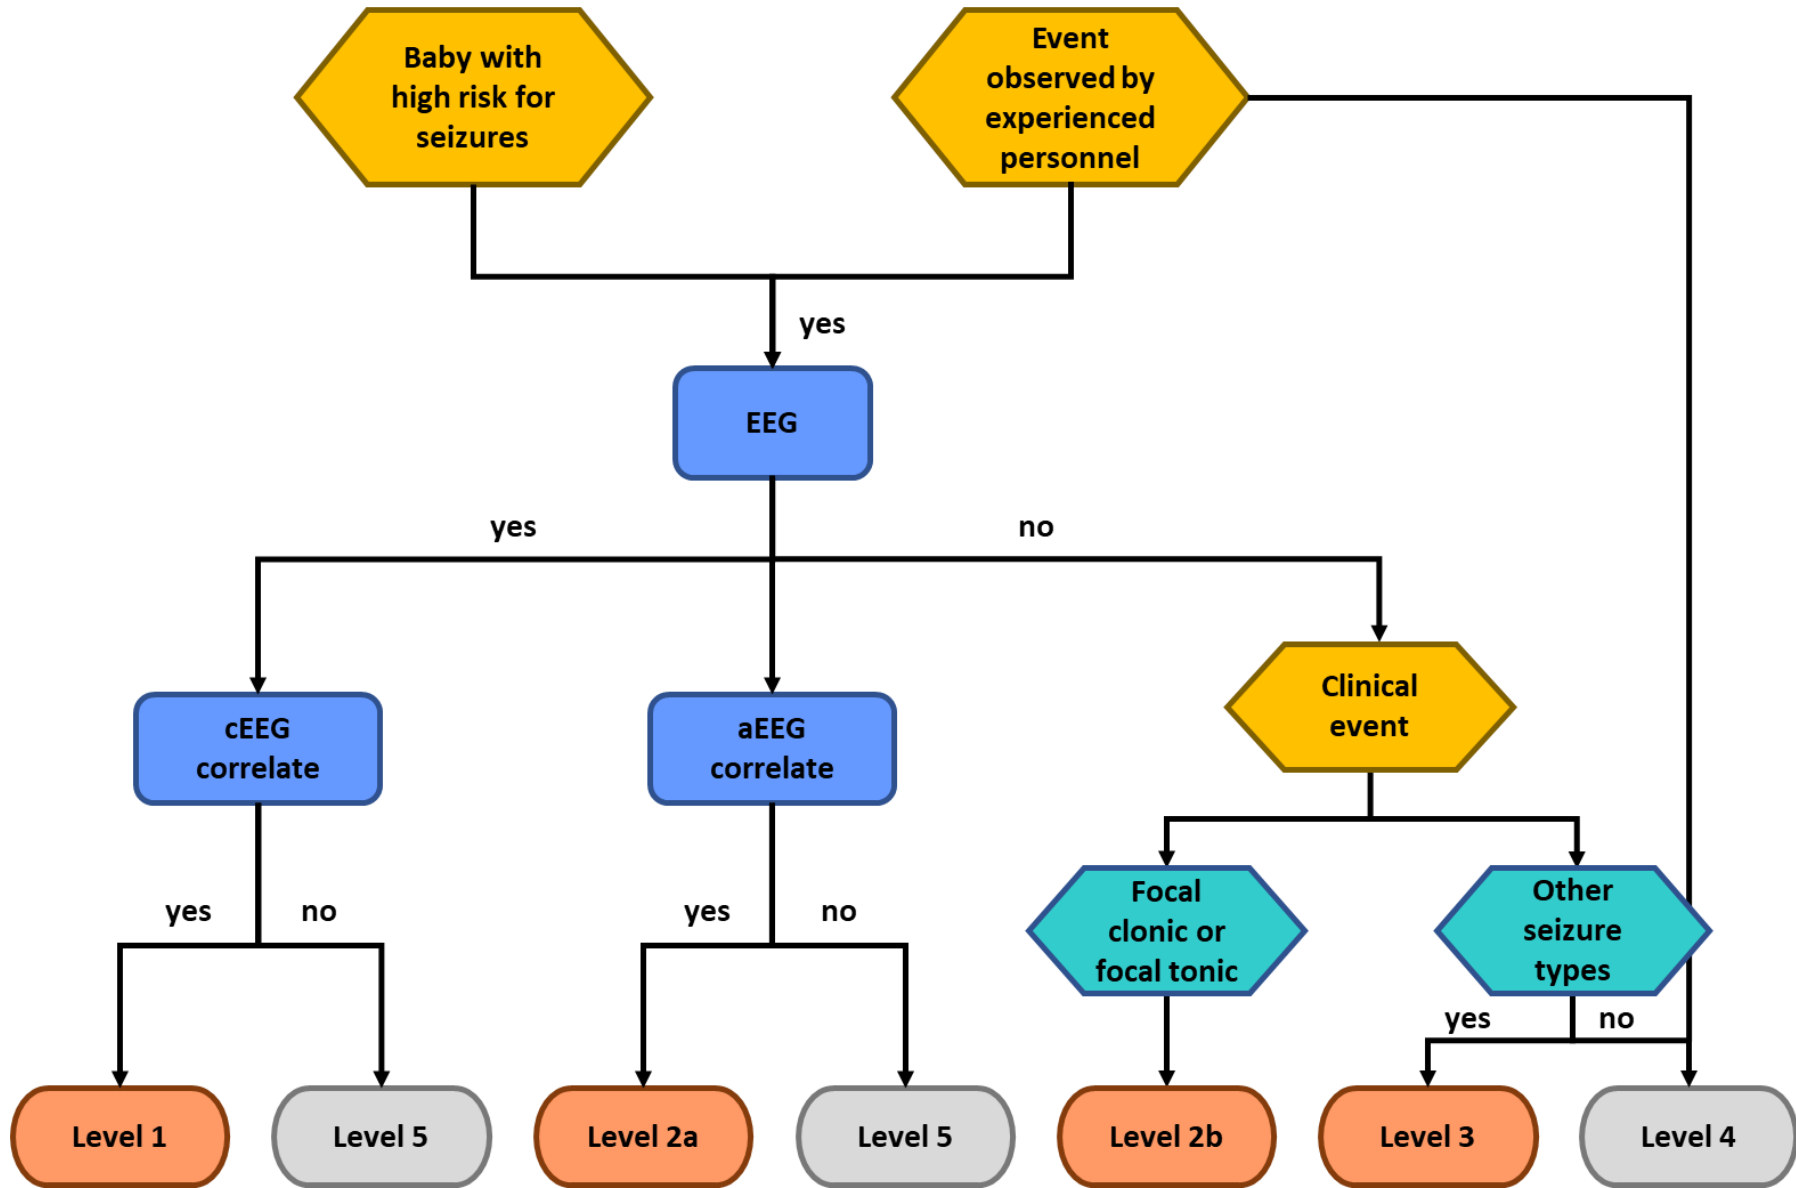 Baby with
high risk for
seizures
Event
observed by
experienced
personnel
yes
EEG
yes
no
cEEG
correlate
aEEG
correlate
Clinical
event
Focal
clonic or
focal tonic
Other
seizure
types
yes
no
yes
no
yes
no
Level 1
Level 5
Level 2a
Level 5
Level 2b
Level 3
Level 4